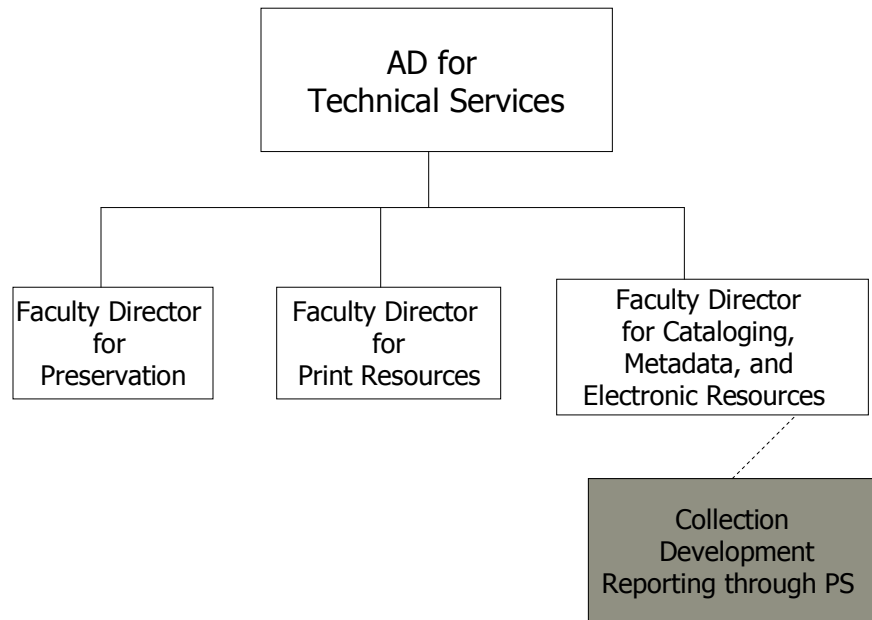 AD for
Technical Services
Faculty Director
for
Preservation
Faculty Director
for
Print Resources
Faculty Director
for Cataloging,
Metadata, and
Electronic Resources
Collection
Development
Reporting through PS